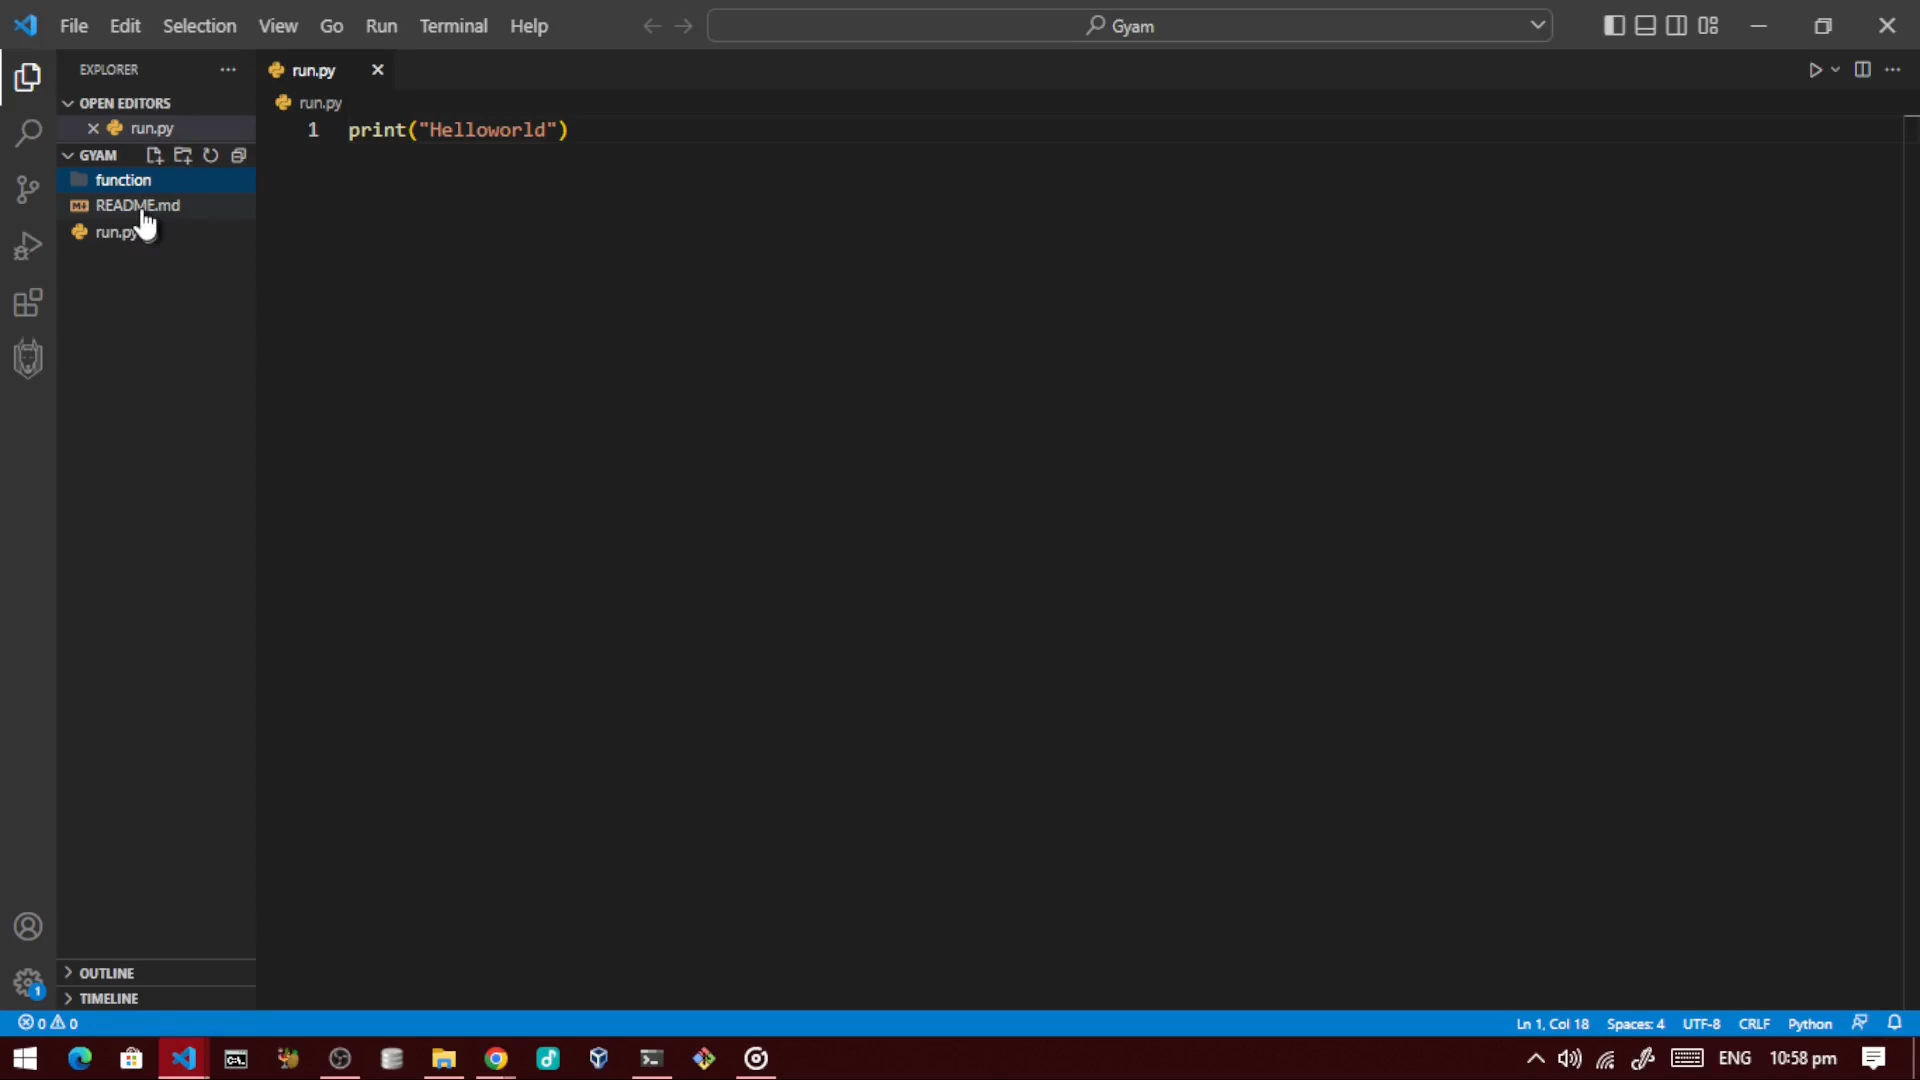 File Edit Selection View Go Run Terminal Help
Gyam
EXPLORER
run.py
OPEN EDITORS
run.py
run.py
1 print("Helloworld")
GYAM
function
README.md
run.py
OUTLINE
TIMELINE
1
0 0
Ln 1, Col 18 Spaces: 4 UTF-8 CRLF Python
ENG 10:58 pm